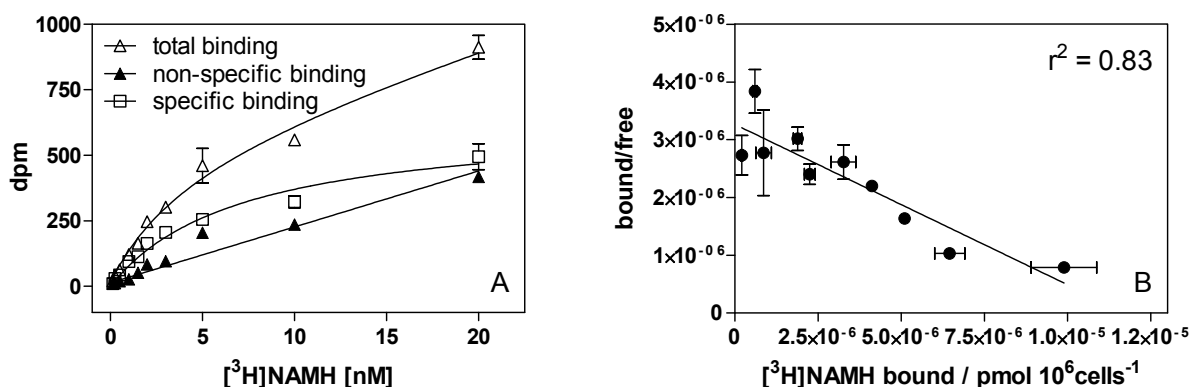 1000
750
500
250
0
dpm
total binding
non-specific binding
specific binding
A
0
5
10
15
20
[³H]NAMH [nM]
5×10⁻⁰⁶
4×10⁻⁰⁶
3×10⁻⁰⁶
2×10⁻⁰⁶
1×10⁻⁰⁶
0
bound/free
r² = 0.83
B
0
2.5×10⁻⁶
5.0×10⁻⁶
7.5×10⁻⁶
1.0×10⁻⁵
1.2×10⁻⁵
[³H]NAMH bound / pmol 10⁶cells⁻¹